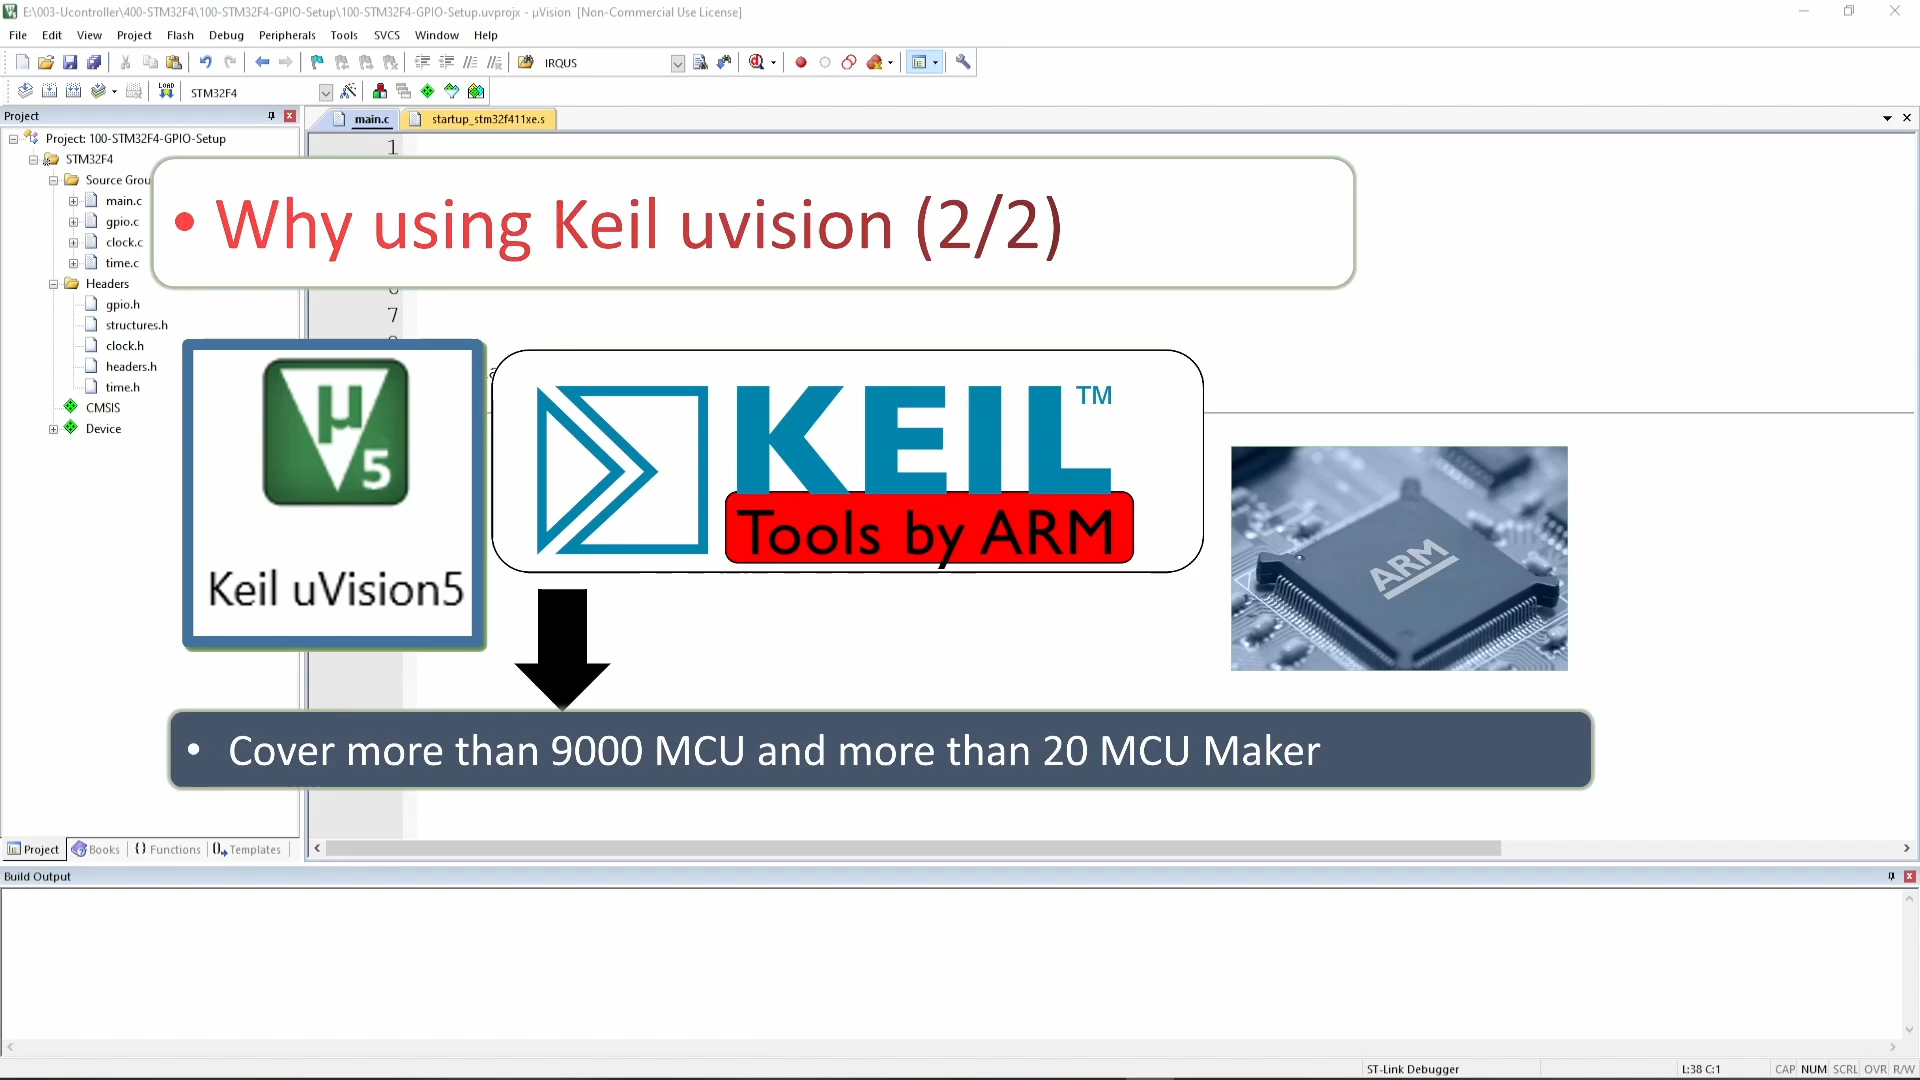 E:\003-Ucontroller\400-STM32F4\100-STM32F4-GPIO-Setup\100-STM32F4-GPIO-Setup.uvprojx - µVision [Non-Commercial Use License]
File Edit View Project Flash Debug Peripherals Tools SVCS Window Help
IRQUS
LOAD STM32F4
Project
main.c startup_stm32f411xe.s
Project: 100-STM32F4-GPIO-Setup
1
STM32F4
Source Grou
main.c
gpio.c
clock.c
time.c
Headers
gpio.h
structures.h
clock.h
headers.h
time.h
CMSIS
Device
• Why using Keil uvision (2/2)
7
µ
5
Keil uVision5
KEIL™
Tools by ARM
ARM
• Cover more than 9000 MCU and more than 20 MCU Maker
Project Books {} Functions Templates
Build Output
ST-Link Debugger L:38 C:1 CAP NUM SCRL OVR R/W